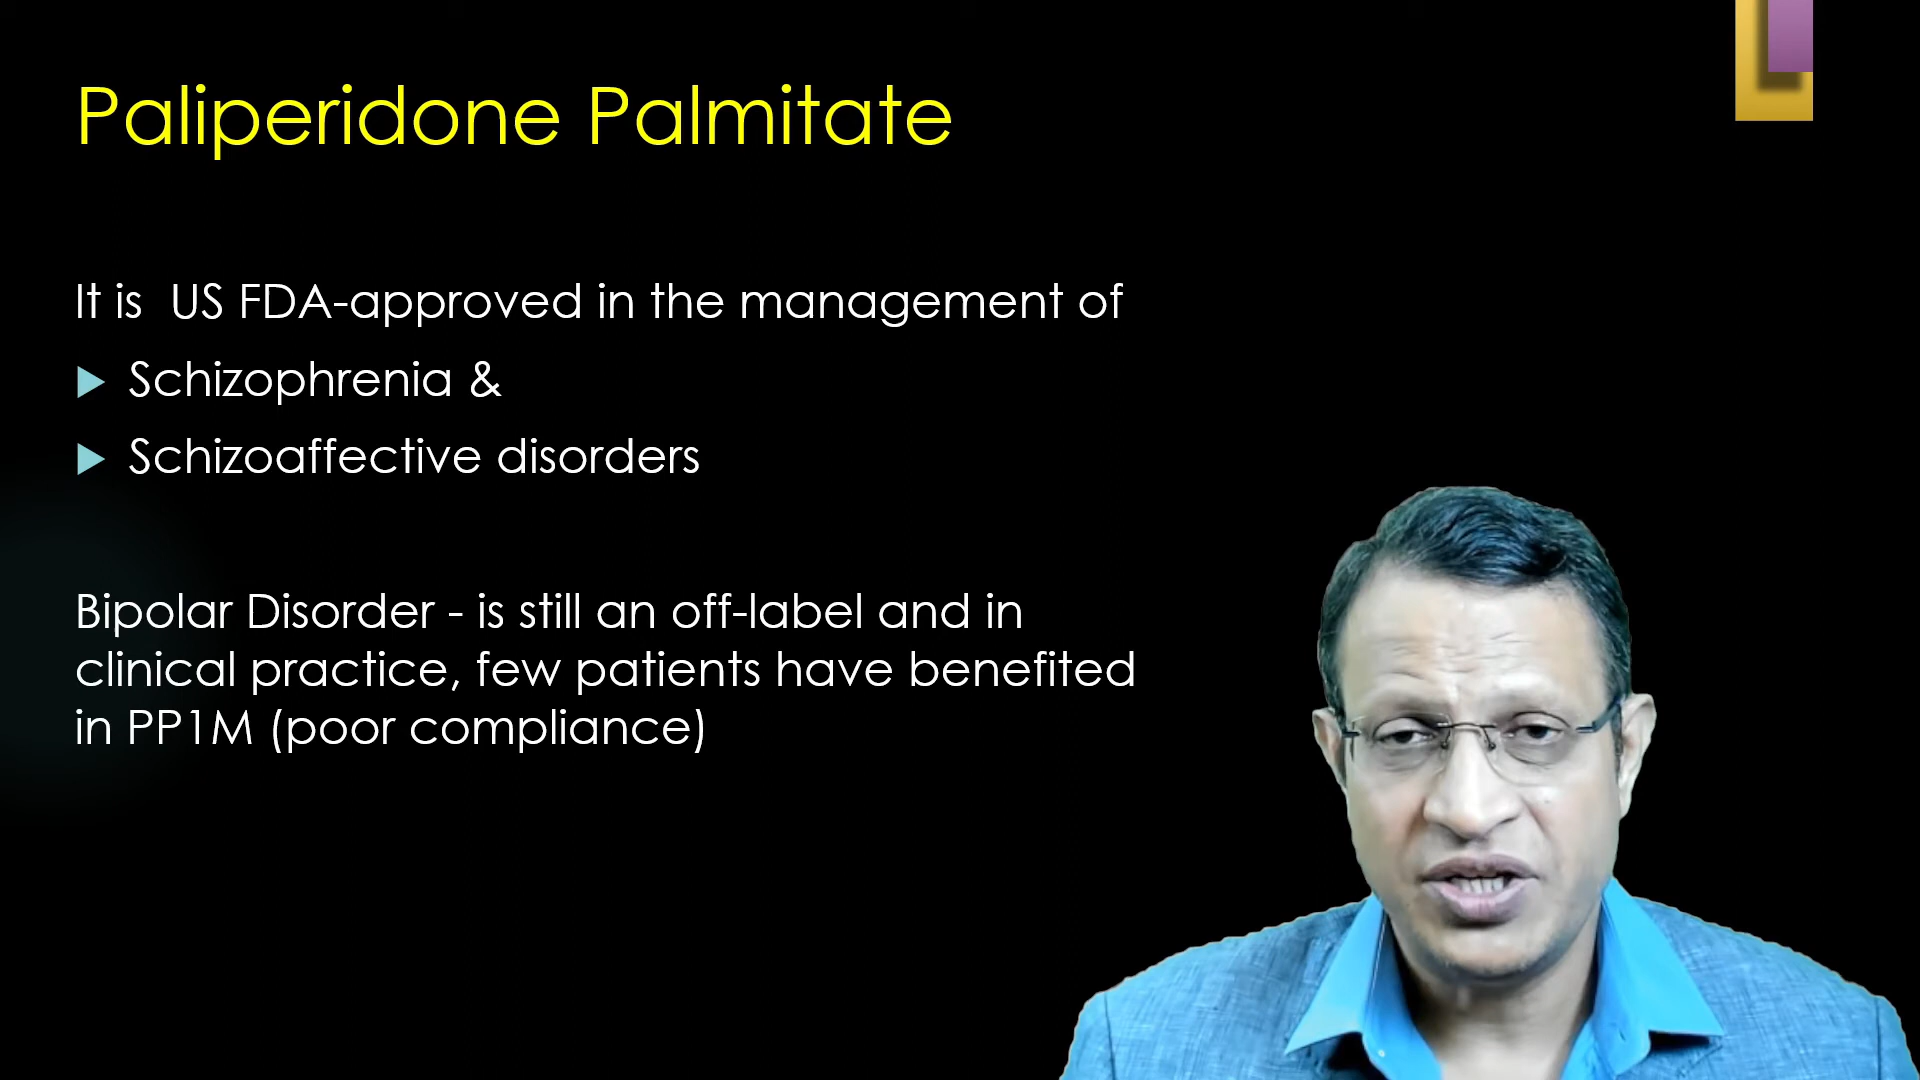 Paliperidone Palmitate
It is  US FDA-approved in the management of
Schizophrenia &
Schizoaffective disorders
Bipolar Disorder - is still an off-label and in
clinical practice, few patients have benefited
in PP1M (poor compliance)